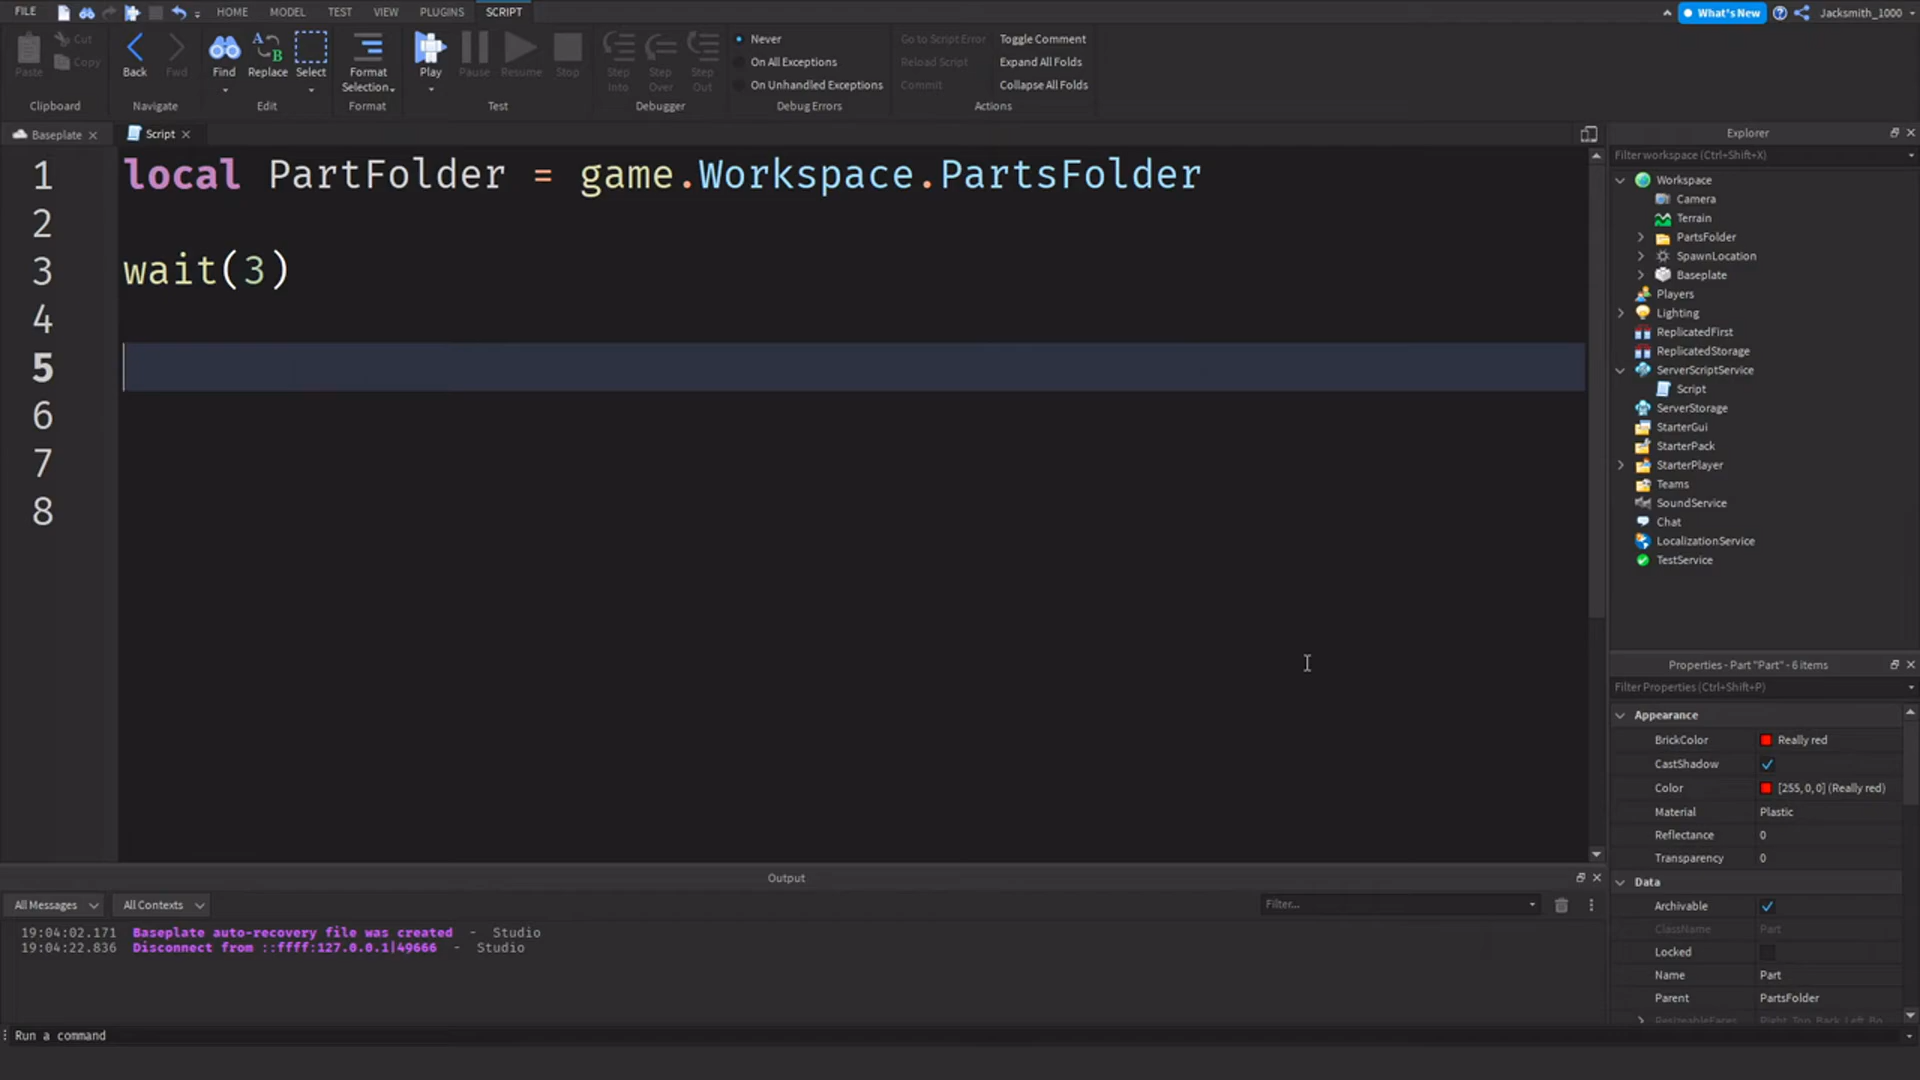 FILE HOME MODEL TEST VIEW PLUGINS SCRIPT What's New Jacksmith_1000
Paste Cut Copy Back Fwd Find Replace Select Format Selection Play Pause Resume Stop Step Into Step Over Step Out
Never
On All Exceptions
On Unhandled Exceptions
Go to Script Error Toggle Comment
Reload Script Expand All Folds
Commit Collapse All Folds
Clipboard Navigate Edit Format Test Debugger Debug Errors Actions
Baseplate Script
1 local PartFolder = game.Workspace.PartsFolder
2
3 wait(3)
4
5
6
7
8
Explorer
Filter workspace (Ctrl+Shift+X)
Workspace
Camera
Terrain
PartsFolder
SpawnLocation
Baseplate
Players
Lighting
ReplicatedFirst
ReplicatedStorage
ServerScriptService
Script
ServerStorage
StarterGui
StarterPack
StarterPlayer
Teams
SoundService
Chat
LocalizationService
TestService
Properties - Part "Part" - 6 items
Filter Properties (Ctrl+Shift+P)
Appearance
BrickColor Really red
CastShadow
Color [255, 0, 0] (Really red)
Material Plastic
Reflectance 0
Transparency 0
Data
Archivable
ClassName Part
Locked
Name Part
Parent PartsFolder
ResizeableFaces Right, Top, Back, Left, Bo
Output
All Messages All Contexts Filter...
19:04:02.171 Baseplate auto-recovery file was created - Studio
19:04:22.836 Disconnect from ::ffff:127.0.0.1|49666 - Studio
Run a command